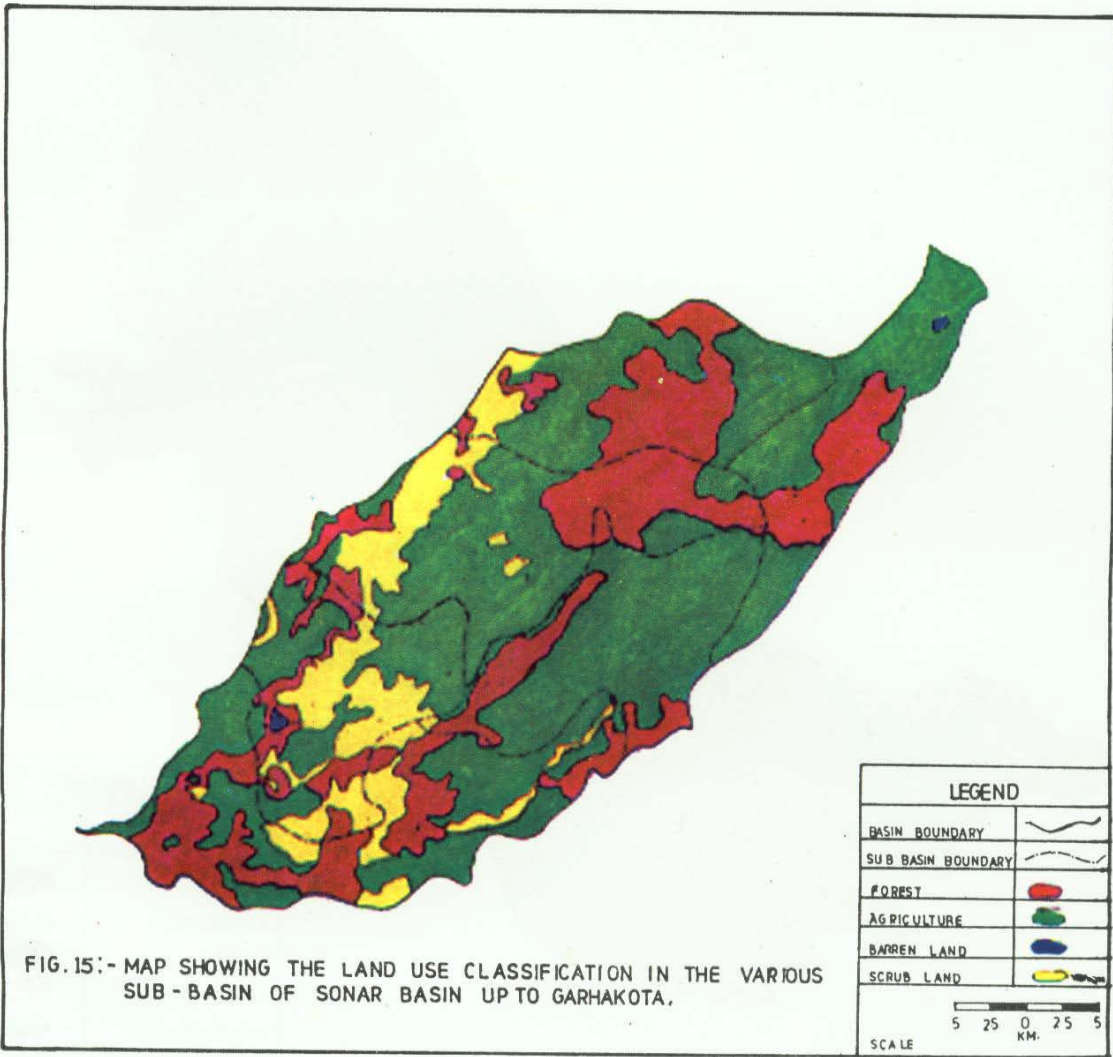 LEGEND
BASIN BOUNDARY
SUB BASIN BOUNDARY
FOREST
AGRICULTURE
BARREN LAND
SCRUB LAND
5 25 0 25 5
KM.
SCALE
FIG. 15:- MAP SHOWING THE LAND USE CLASSIFICATION IN THE VARIOUS
SUB-BASIN OF SONAR BASIN UP TO GARHAKOTA.